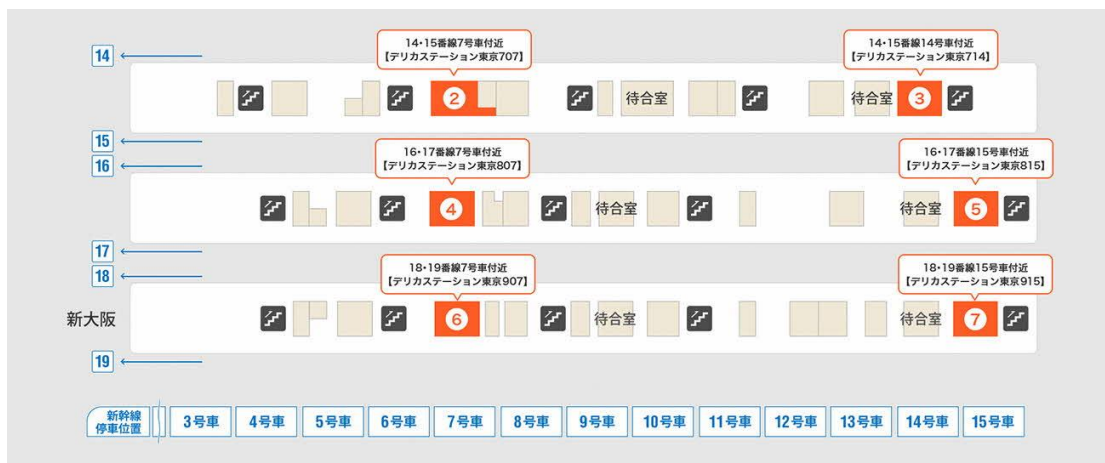 14・15番線7号車付近
【デリカステーション東京707】
14・15番線14号車付近
【デリカステーション東京714】
14
②
待合室
待合室
③
15
16
16・17番線7号車付近
【デリカステーション東京807】
16・17番線15号車付近
【デリカステーション東京815】
④
待合室
待合室
⑤
17
18
18・19番線7号車付近
【デリカステーション東京907】
18・19番線15号車付近
【デリカステーション東京915】
新大阪
⑥
待合室
待合室
⑦
19
新幹線
停車位置
3号車
4号車
5号車
6号車
7号車
8号車
9号車
10号車
11号車
12号車
13号車
14号車
15号車